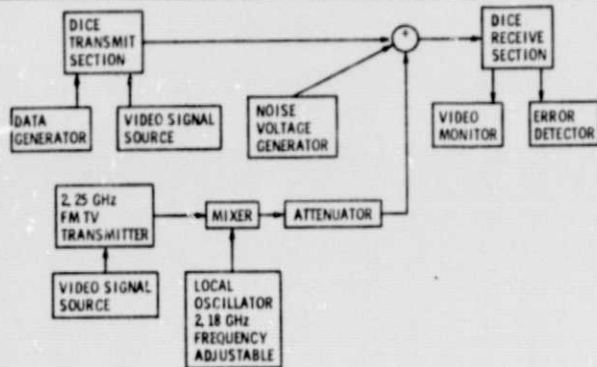 DICE
TRANSMIT
SECTION
+
DICE
RECEIVE
SECTION
DATA
GENERATOR
VIDEO SIGNAL
SOURCE
NOISE
VOLTAGE
GENERATOR
VIDEO
MONITOR
ERROR
DETECTOR
2, 25 GHz
FM TV
TRANSMITTER
MIXER
ATTENUATOR
VIDEO SIGNAL
SOURCE
LOCAL
OSCILLATOR
2, 18 GHz
FREQUENCY
ADJUSTABLE